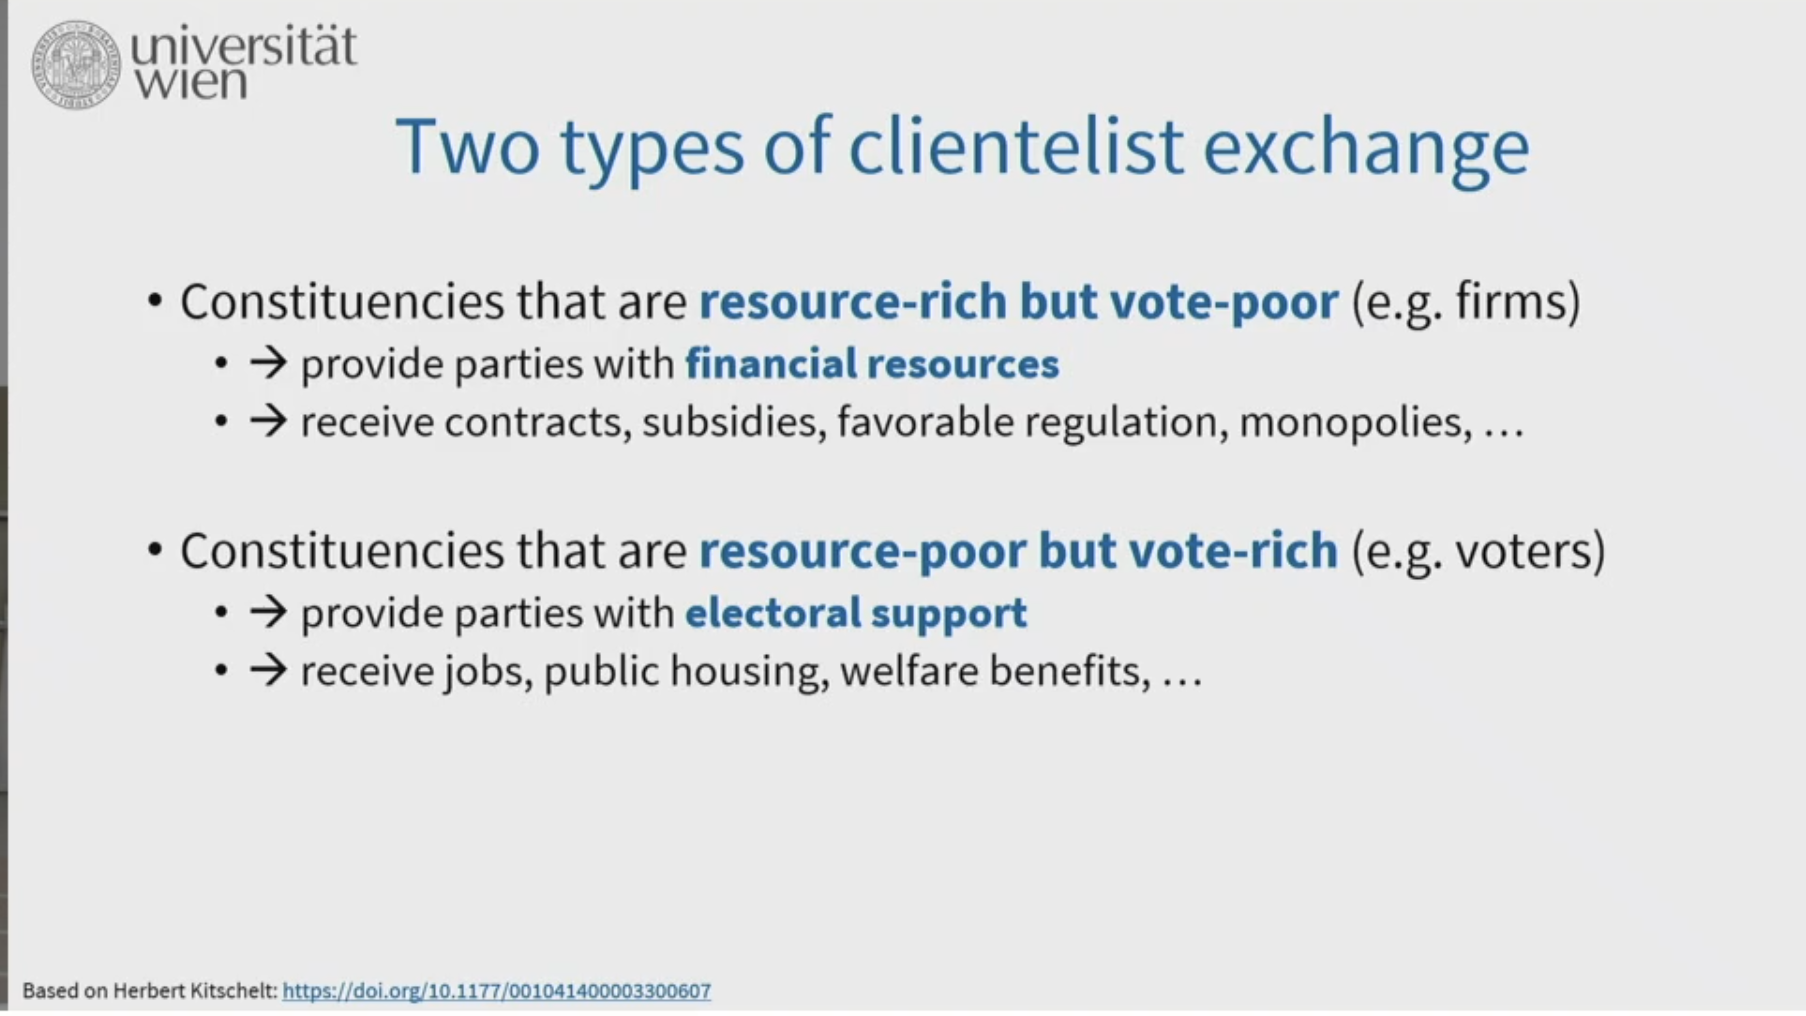 universität
wien
Two types of clientelist exchange
• Constituencies that are resource-rich but vote-poor (e.g. firms)
• → provide parties with financial resources
• → receive contracts, subsidies, favorable regulation, monopolies, …
• Constituencies that are resource-poor but vote-rich (e.g. voters)
• → provide parties with electoral support
• → receive jobs, public housing, welfare benefits, …
Based on Herbert Kitschelt: https://doi.org/10.1177/001041400003300607